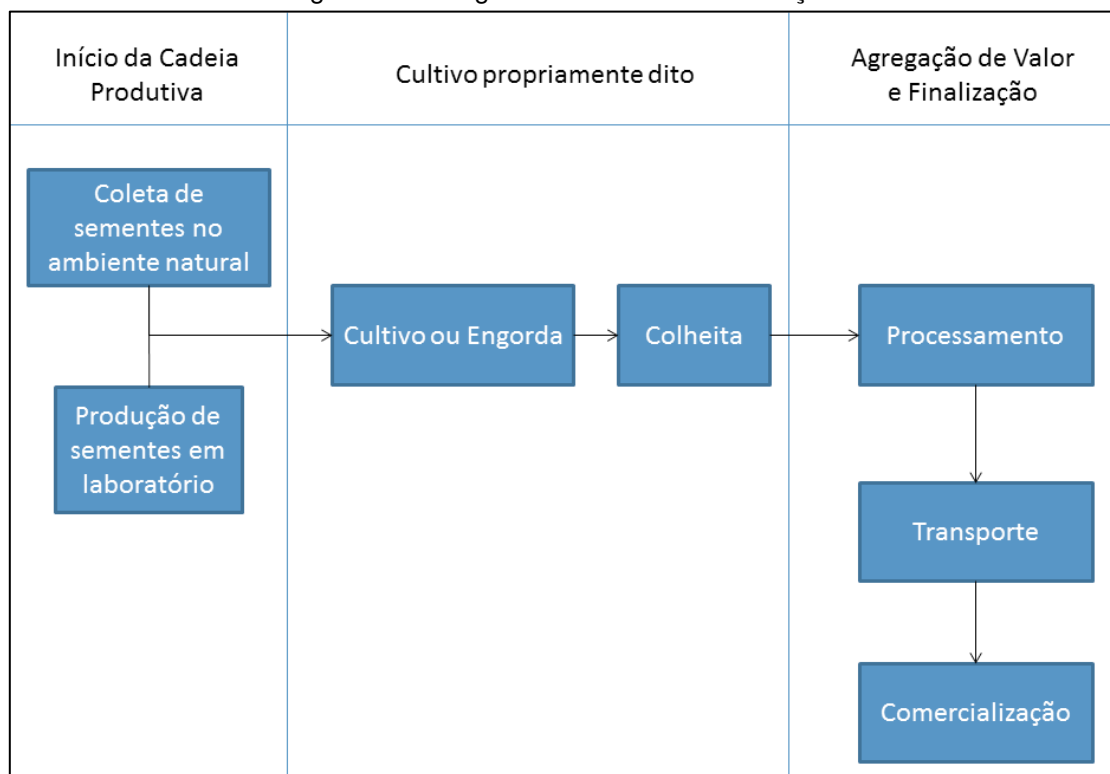 Início da Cadeia
Produtiva
Cultivo propriamente dito
Agregação de Valor
e Finalização
Coleta de
sementes no
ambiente natural
Produção de
sementes em
laboratório
Cultivo ou Engorda
Colheita
Processamento
Transporte
Comercialização